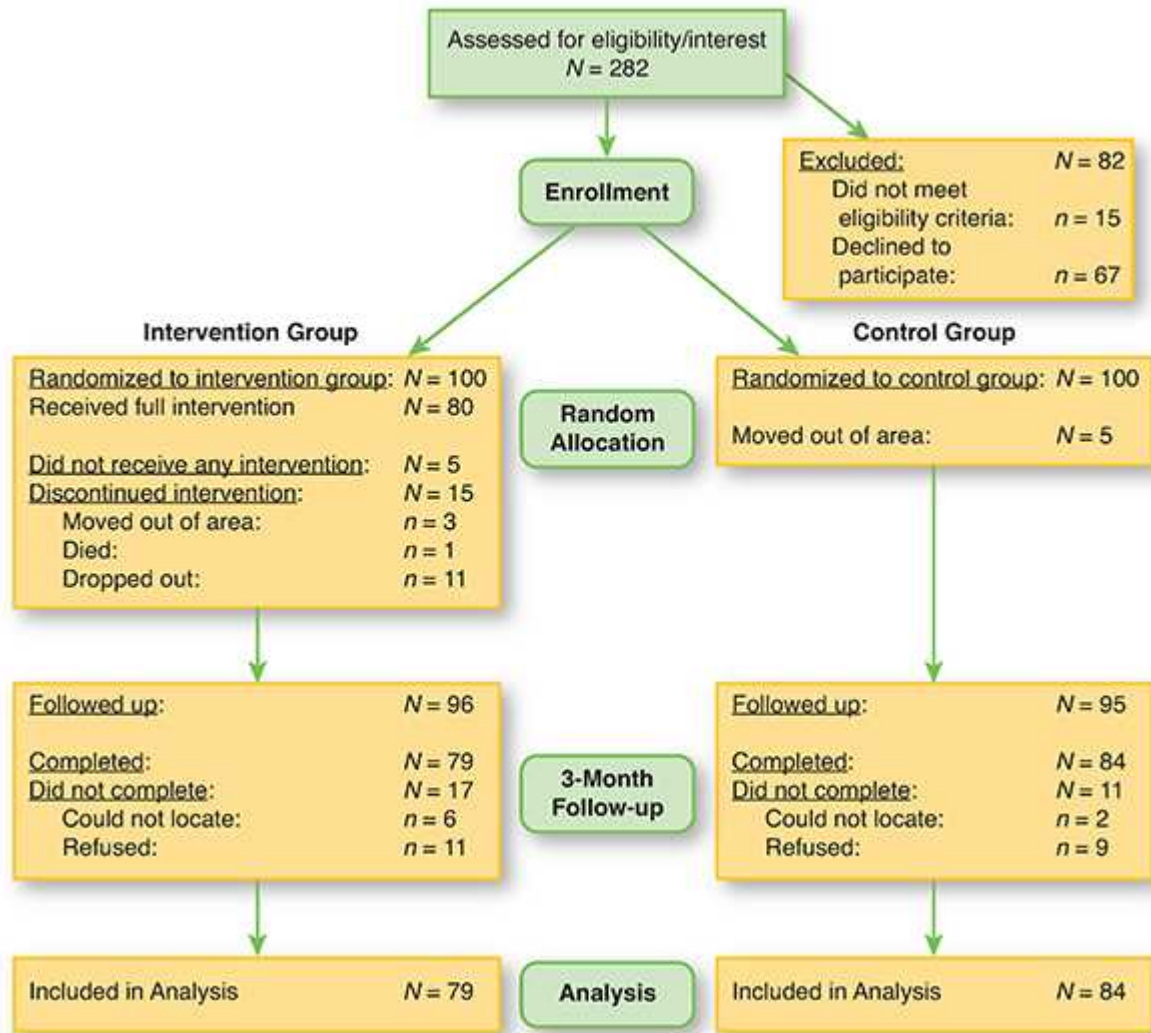 Assessed for eligibility/interest
N = 282
Excluded: N = 82
Did not meet
eligibility criteria: n = 15
Declined to
participate: n = 67
Enrollment
Intervention Group
Control Group
Randomized to intervention group: N = 100
Received full intervention N = 80
Did not receive any intervention: N = 5
Discontinued intervention: N = 15
Moved out of area: n = 3
Died: n = 1
Dropped out: n = 11
Random
Allocation
Randomized to control group: N = 100
Moved out of area: N = 5
Followed up: N = 96
Completed: N = 79
Did not complete: N = 17
Could not locate: n = 6
Refused: n = 11
3-Month
Follow-up
Followed up: N = 95
Completed: N = 84
Did not complete: N = 11
Could not locate: n = 2
Refused: n = 9
Included in Analysis N = 79
Analysis
Included in Analysis N = 84